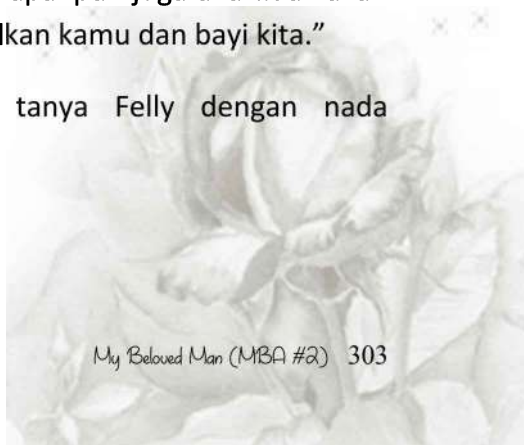 lkan kamu dan bayi kita.”
tanya Felly dengan nada
My Beloved Man (MBA #2) 303